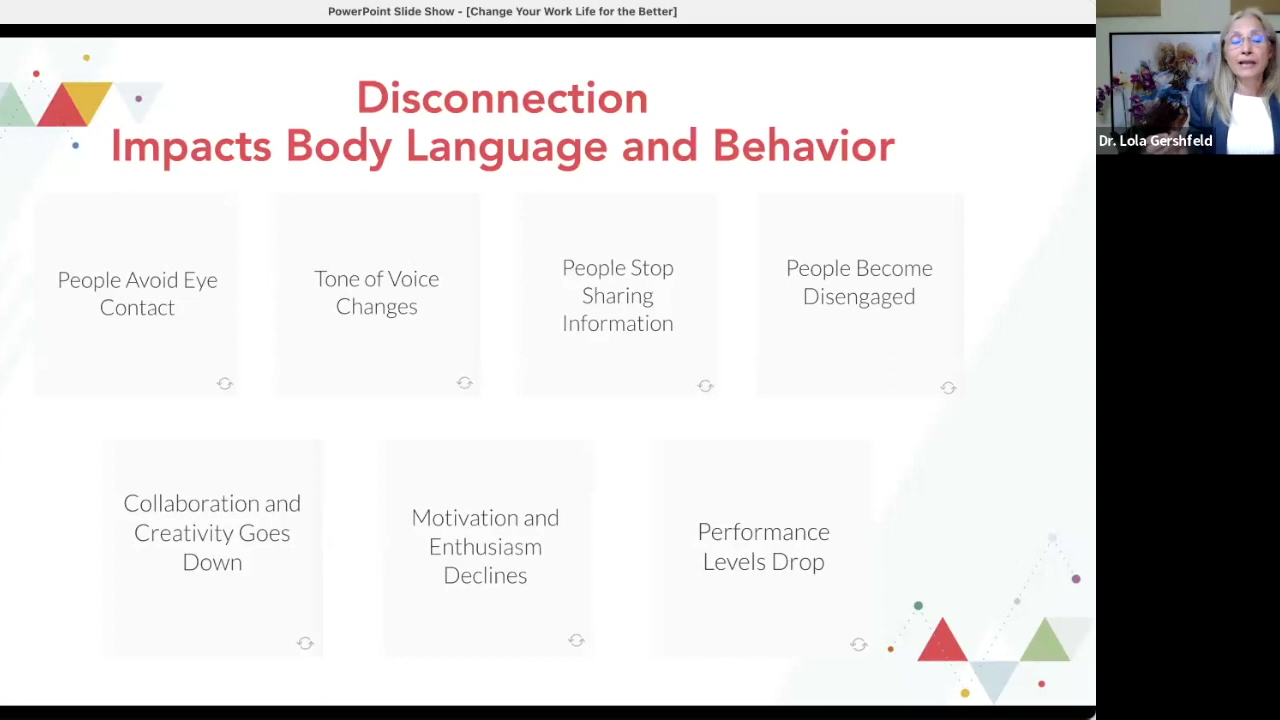 PowerPoint Slide Show - [Change Your Work Life for the Better]
Disconnection
Impacts Body Language and Behavior
People Avoid Eye
Contact
Tone of Voice
Changes
People Stop
Sharing
Information
People Become
Disengaged
Collaboration and
Creativity Goes
Down
Motivation and
Enthusiasm
Declines
Performance
Levels Drop
Dr. Lola Gershfeld